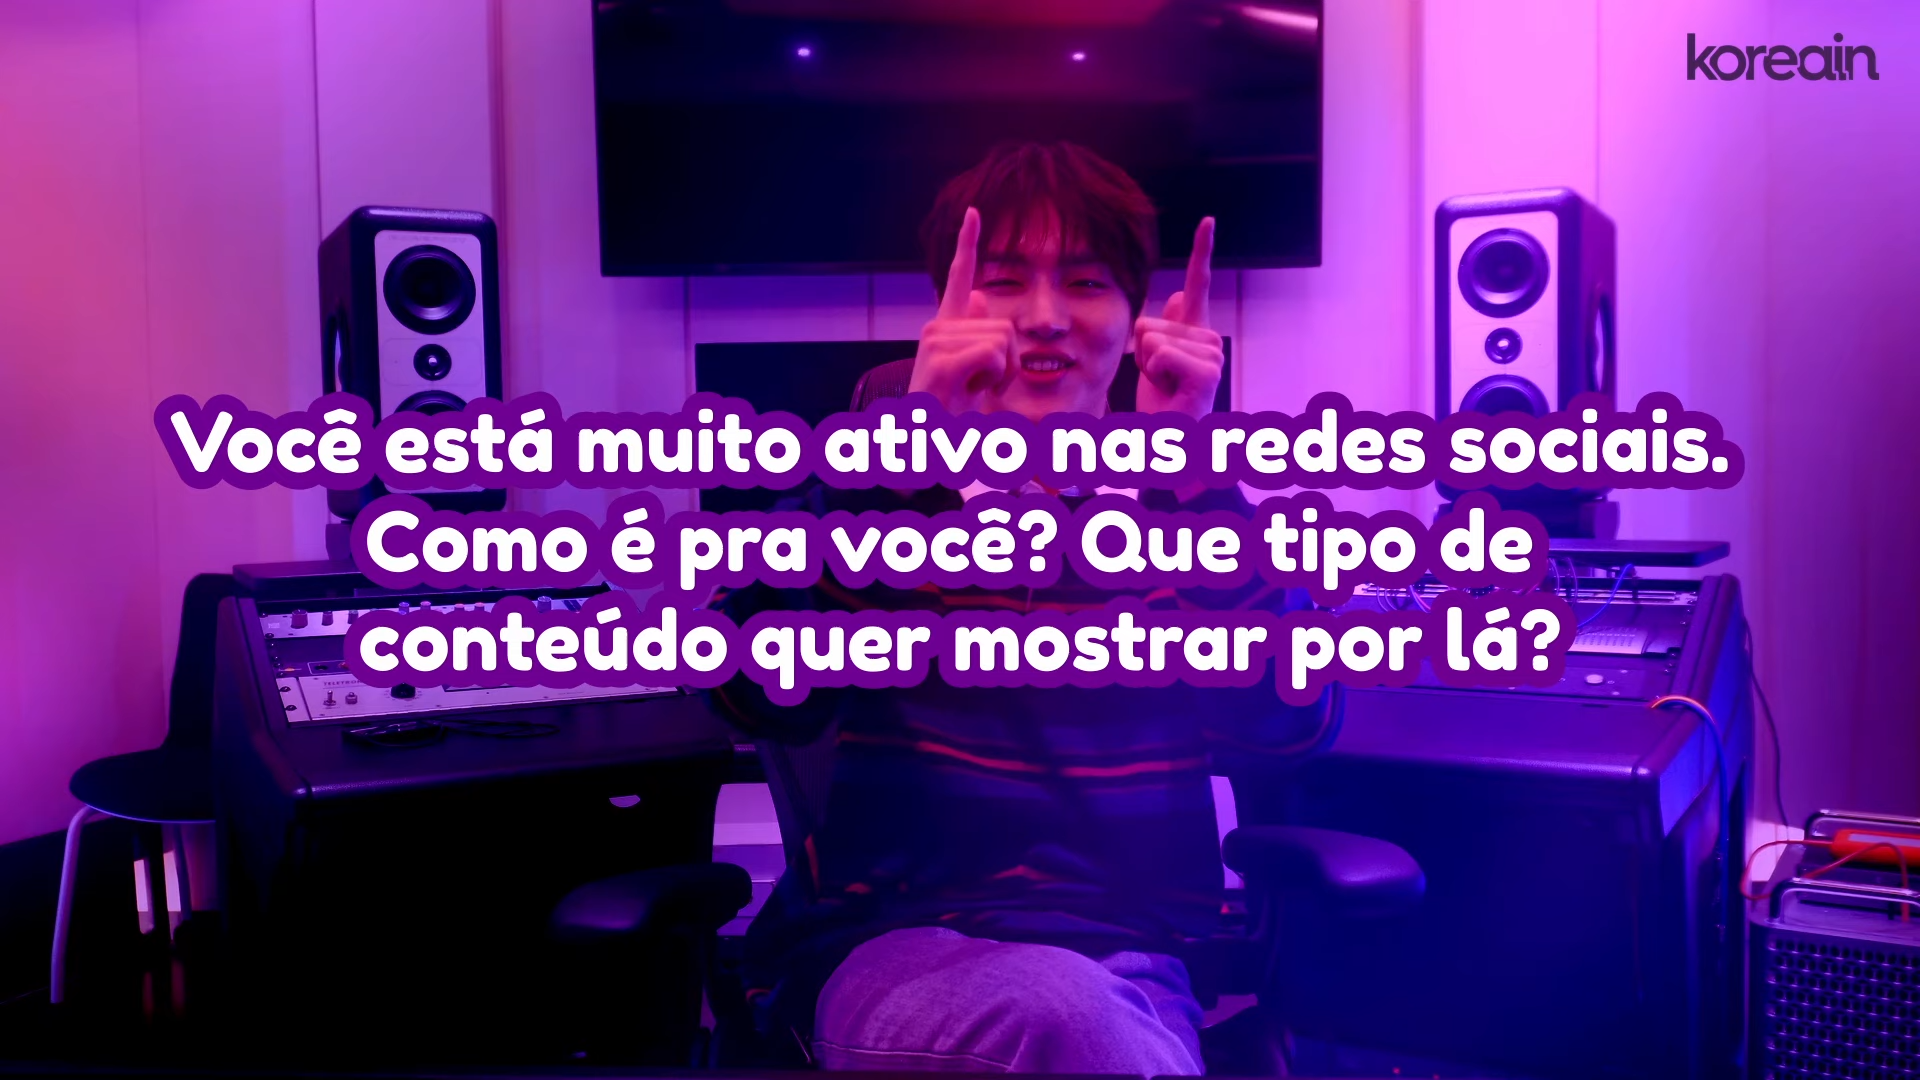 koreain
Você está muito ativo nas redes sociais.
Como é pra você? Que tipo de
conteúdo quer mostrar por lá?